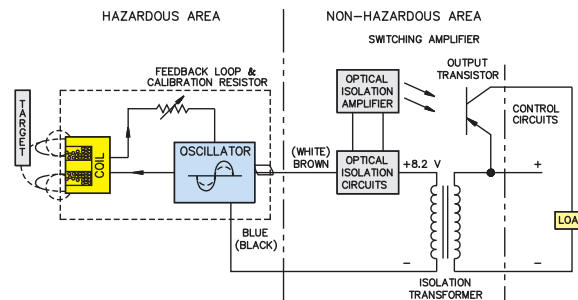 HAZARDOUS AREA
NON-HAZARDOUS AREA
SWITCHING AMPLIFIER
FEEDBACK LOOP &
CALIBRATION RESISTOR
OPTICAL
ISOLATION
AMPLIFIER
OUTPUT
TRANSISTOR
TARGET
COIL
OSCILLATOR
(WHITE)
BROWN
OPTICAL
ISOLATION
CIRCUITS
+8.2 V
CONTROL
CIRCUITS
+
BLUE
(BLACK)
LOA
–
–
ISOLATION
TRANSFORMER